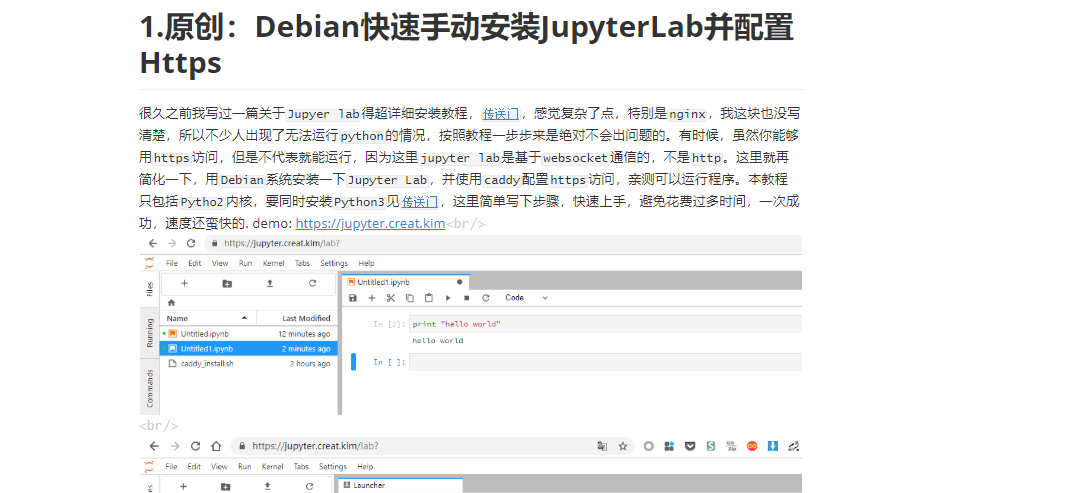 1.原创：Debian快速手动安装JupyterLab并配置
Https
很久之前我写过一篇关于Jupyer lab得超详细安装教程，传送门，感觉复杂了点，特别是nginx，我这块也没写
清楚，所以不少人出现了无法运行python的情况，按照教程一步步来是绝对不会出问题的。有时候，虽然你能够
用https访问，但是不代表就能运行，因为这里jupyter lab是基于websocket通信的，不是http。这里就再
简化一下，用Debian系统安装一下Jupyter Lab，并使用caddy配置https访问，亲测可以运行程序。本教程
只包括Pytho2内核，要同时安装Python3见传送门，这里简单写下步骤，快速上手，避免花费过多时间，一次成
功，速度还蛮快的. demo: https://jupyter.creat.kim<br/>
https://jupyter.creat.kim/lab?
File Edit View Run Kernel Tabs Settings Help
Files
Running
Commands
Name Last Modified
Untitled.ipynb 12 minutes ago
Untitled1.ipynb 2 minutes ago
caddy_install.sh 2 hours ago
Untitled1.ipynb
Code
In [2]: print "hello world"
hello world
In [ ]:
<br/>
https://jupyter.creat.kim/lab?
File Edit View Run Kernel Tabs Settings Help
Launcher